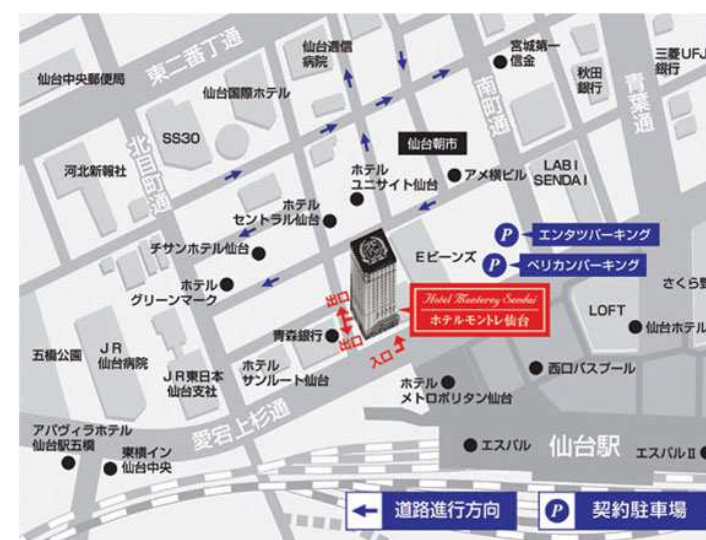 仙台逓信
病院
宮城第一
信金
三菱UFJ
銀行
仙台中央郵便局
東二番丁通
秋田
銀行
南町通
青葉通
仙台国際ホテル
SS30
北目町通
仙台朝市
河北新報社
ホテル
ユニサイト仙台
アメ横ビル
LABI
SENDAI
ホテル
セントラル仙台
P エンタツパーキング
チサンホテル仙台
Eビーンズ
P ペリカンパーキング
ホテル
グリーンマーク
さくら野
出口
Hotel Monterey Sendai
ホテルモントレ仙台
LOFT
仙台ホテル
青森銀行
出口
入口
五橋公園
JR
仙台病院
JR東日本
仙台支社
ホテル
サンルート仙台
西口バスプール
ホテル
メトロポリタン仙台
愛宕上杉通
アパヴィラホテル
仙台駅五橋
東横イン
仙台中央
エスパル
仙台駅
エスパルⅡ
道路進行方向
P 契約駐車場